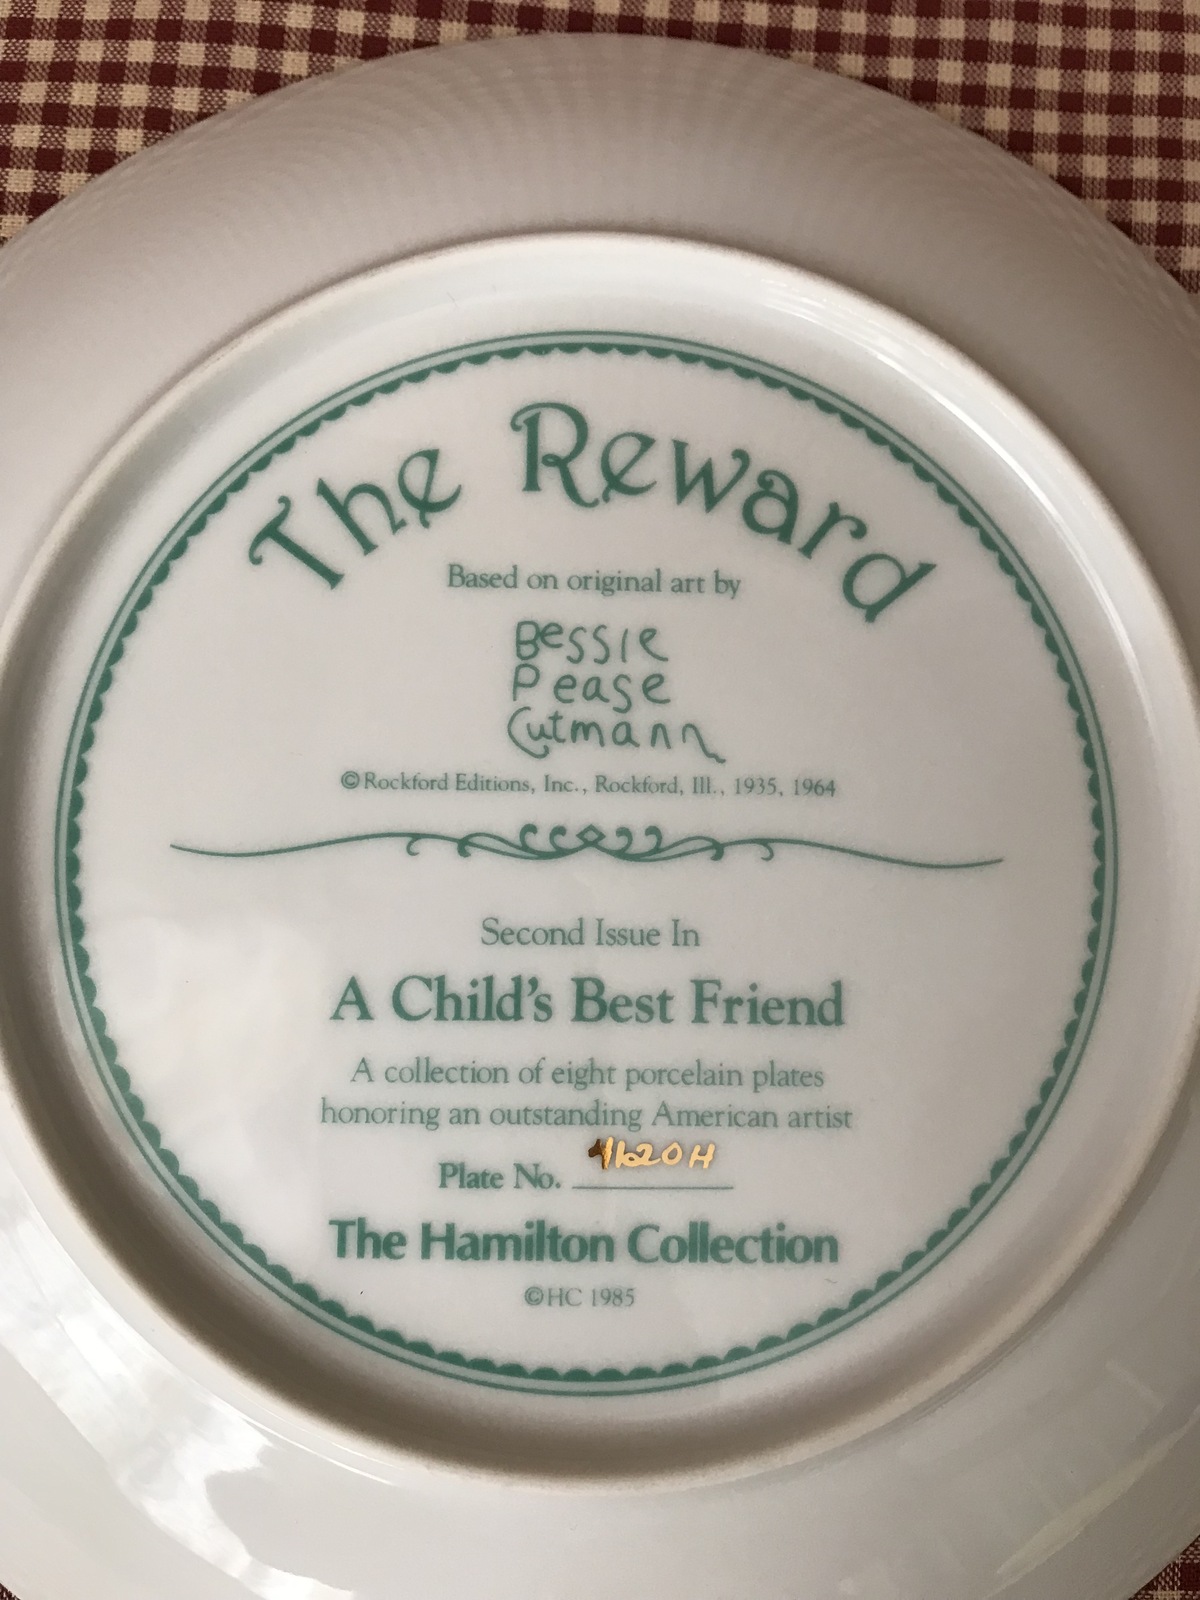 The Reward
Based on original art by
Bessie
Pease
Gutmann
©Rockford Editions, Inc., Rockford, Ill., 1935, 1964
Second Issue In
A Child's Best Friend
A collection of eight porcelain plates
honoring an outstanding American artist
Plate No. 1620H
The Hamilton Collection
©HC 1985